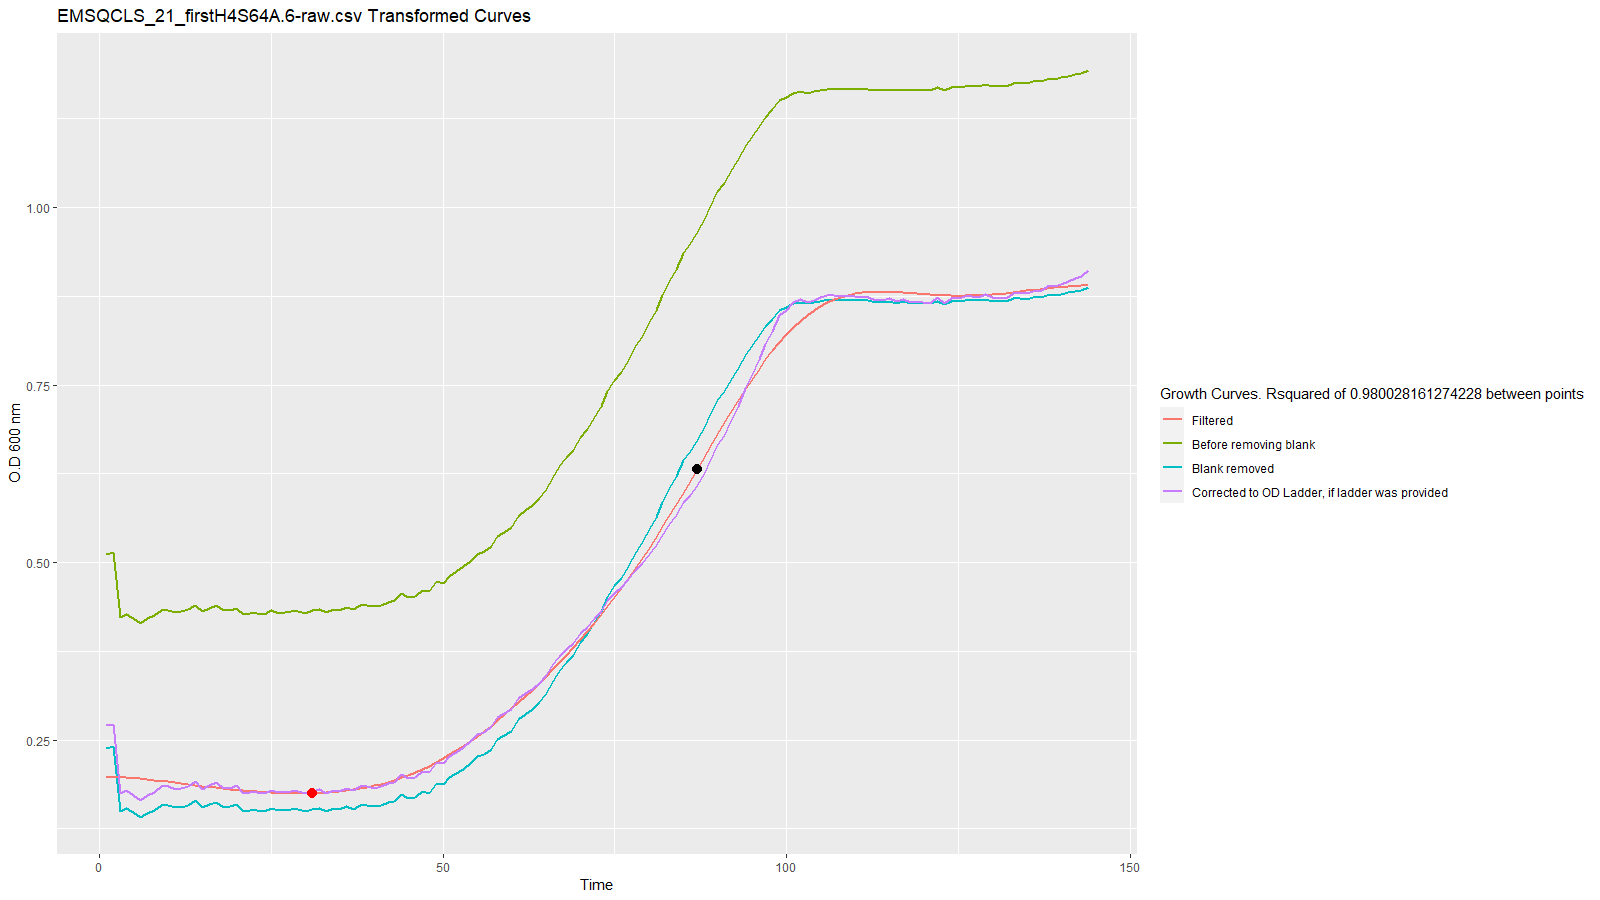 EMSQCLS_21_firstH4S64A.6-raw.csv Transformed Curves
O.D 600 nm
1.00
0.75
0.50
0.25
0
50
100
150
Time
Growth Curves. Rsquared of 0.980028161274228 between points
Filtered
Before removing blank
Blank removed
Corrected to OD Ladder, if ladder was provided